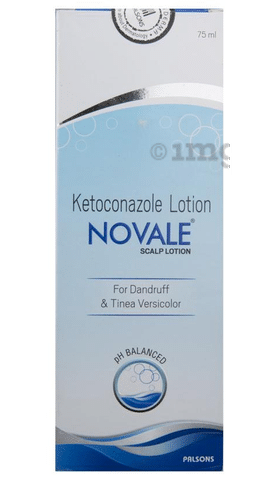 75 ml
Ketoconazole Lotion
NOVALE®
SCALP LOTION
For Dandruff
& Tinea Versicolor
pH BALANCED
PALSONS